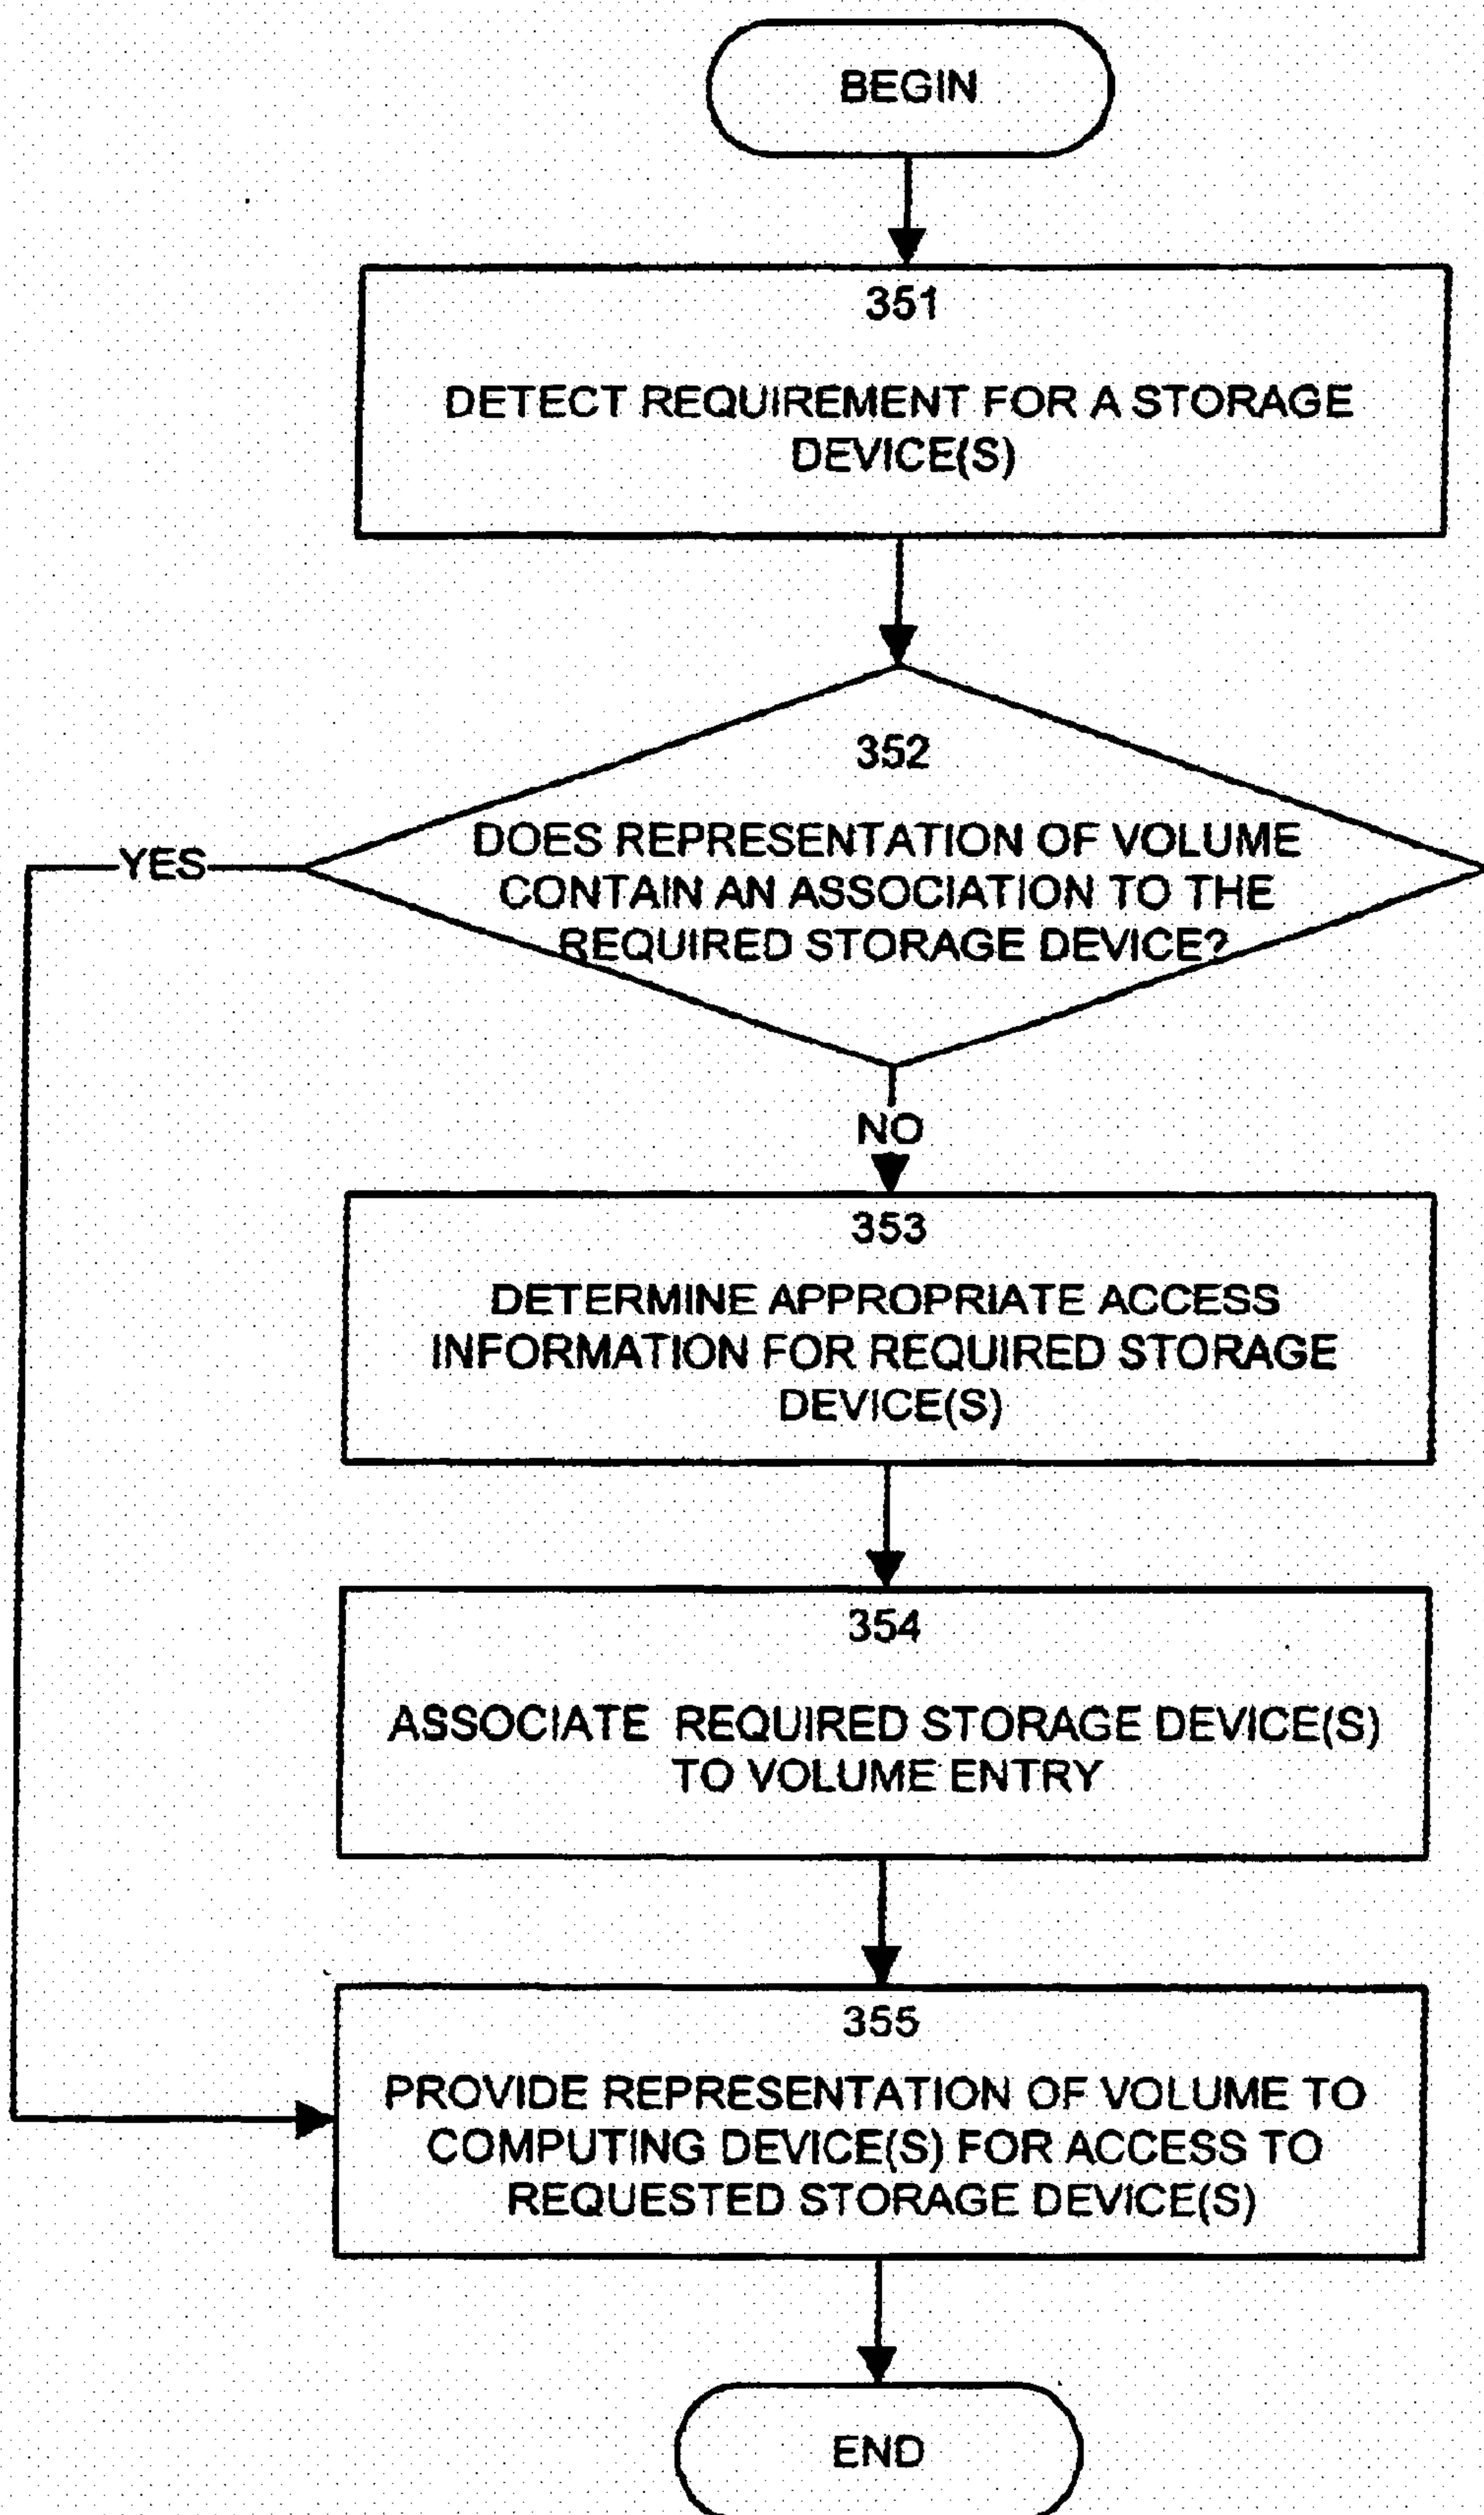 BEGIN
351
DETECT REQUIREMENT FOR A STORAGE
DEVICE(S)
352
DOES REPRESENTATION OF VOLUME
CONTAIN AN ASSOCIATION TO THE
REQUIRED STORAGE DEVICE?
YES
NO
353
DETERMINE APPROPRIATE ACCESS
INFORMATION FOR REQUIRED STORAGE
DEVICE(S)
354
ASSOCIATE REQUIRED STORAGE DEVICE(S)
TO VOLUME ENTRY
355
PROVIDE REPRESENTATION OF VOLUME TO
COMPUTING DEVICE(S) FOR ACCESS TO
REQUESTED STORAGE DEVICE(S)
END